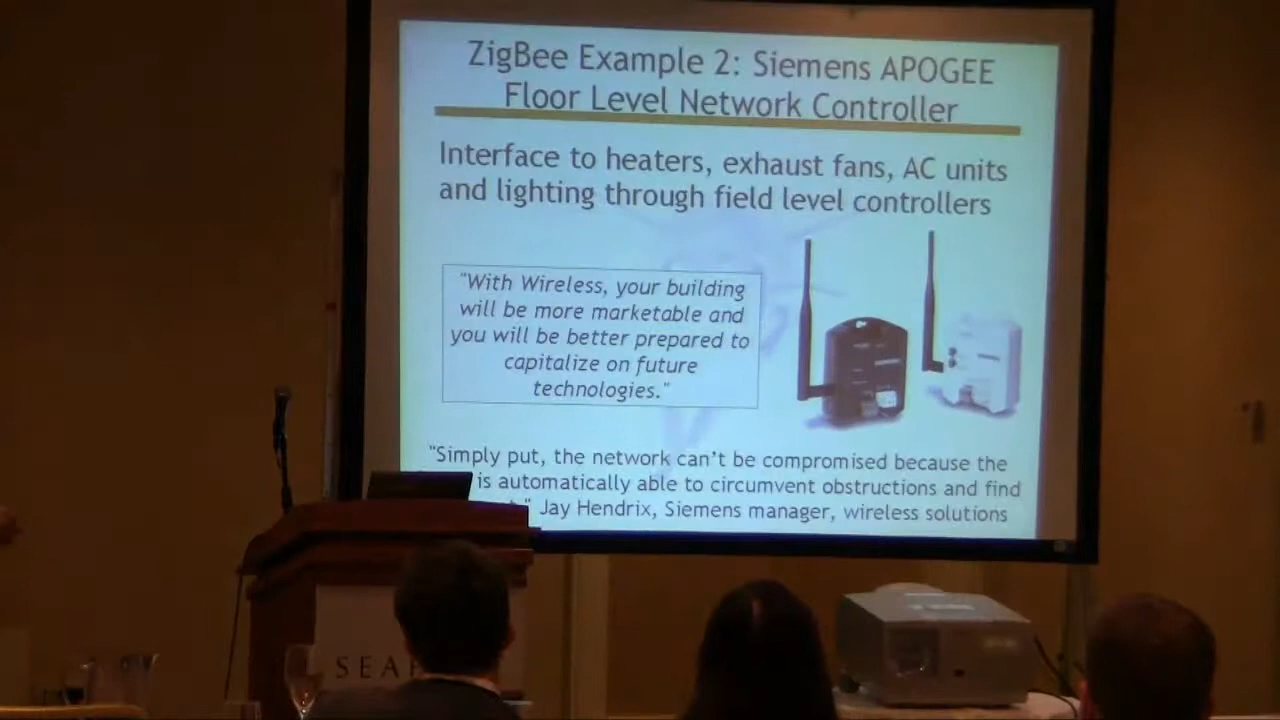 ZigBee Example 2: Siemens APOGEE
Floor Level Network Controller
Interface to heaters, exhaust fans, AC units
and lighting through field level controllers
"With Wireless, your building
will be more marketable and
you will be better prepared to
capitalize on future
technologies."
"Simply put, the network can't be compromised because the
is automatically able to circumvent obstructions and find
" Jay Hendrix, Siemens manager, wireless solutions